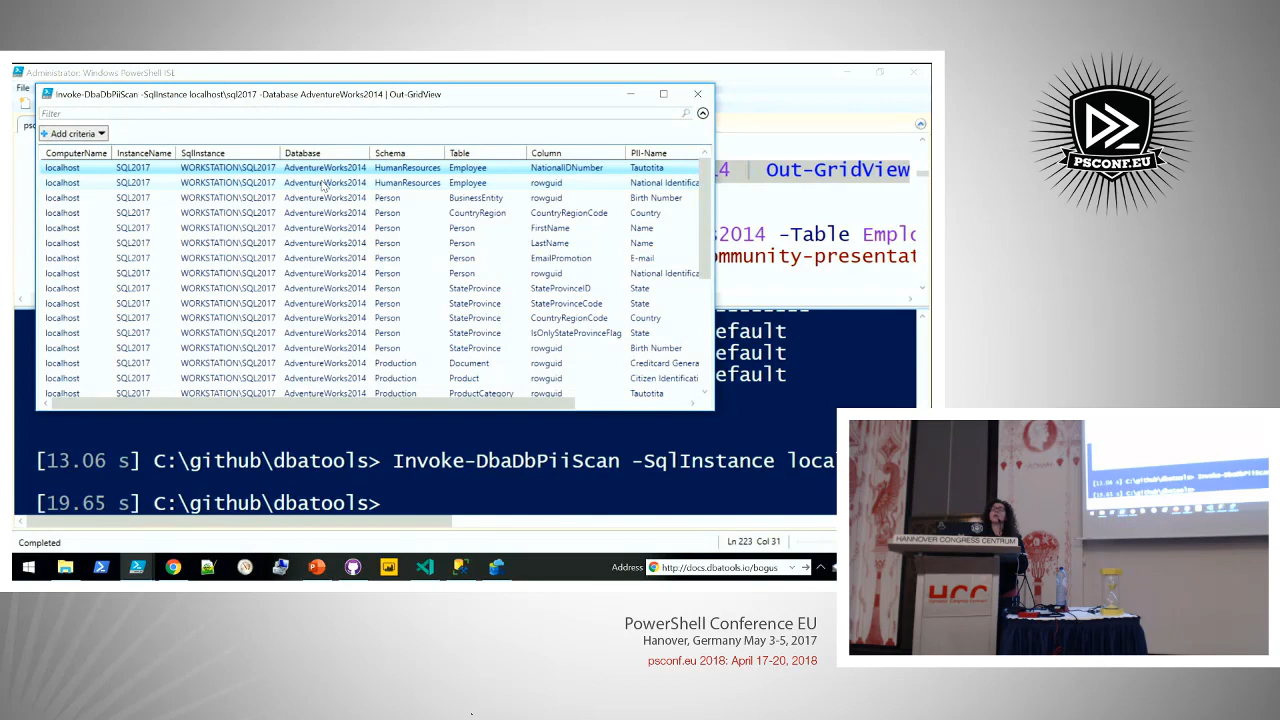 Administrator: Windows PowerShell ISE
File
Invoke-DbaDbPiiScan -SqlInstance localhost\sql2017 -Database AdventureWorks2014 | Out-GridView
Filter
Add criteria
ComputerName InstanceName SqlInstance Database Schema Table Column PII-Name
localhost SQL2017 WORKSTATION\SQL2017 AdventureWorks2014 HumanResources Employee NationalIDNumber Tautotita
localhost SQL2017 WORKSTATION\SQL2017 AdventureWorks2014 HumanResources Employee rowguid National Identifica
localhost SQL2017 WORKSTATION\SQL2017 AdventureWorks2014 Person BusinessEntity rowguid Birth Number
localhost SQL2017 WORKSTATION\SQL2017 AdventureWorks2014 Person CountryRegion CountryRegionCode Country
localhost SQL2017 WORKSTATION\SQL2017 AdventureWorks2014 Person Person FirstName Name
localhost SQL2017 WORKSTATION\SQL2017 AdventureWorks2014 Person Person LastName Name
localhost SQL2017 WORKSTATION\SQL2017 AdventureWorks2014 Person Person EmailPromotion E-mail
localhost SQL2017 WORKSTATION\SQL2017 AdventureWorks2014 Person Person rowguid National Identifica
localhost SQL2017 WORKSTATION\SQL2017 AdventureWorks2014 Person StateProvince StateProvinceID State
localhost SQL2017 WORKSTATION\SQL2017 AdventureWorks2014 Person StateProvince StateProvinceCode State
localhost SQL2017 WORKSTATION\SQL2017 AdventureWorks2014 Person StateProvince CountryRegionCode Country
localhost SQL2017 WORKSTATION\SQL2017 AdventureWorks2014 Person StateProvince IsOnlyStateProvinceFlag State
localhost SQL2017 WORKSTATION\SQL2017 AdventureWorks2014 Person StateProvince rowguid Birth Number
localhost SQL2017 WORKSTATION\SQL2017 AdventureWorks2014 Production Document rowguid Creditcard Genera
localhost SQL2017 WORKSTATION\SQL2017 AdventureWorks2014 Production Product rowguid Citizen Identificati
localhost SQL2017 WORKSTATION\SQL2017 AdventureWorks2014 Production ProductCategory rowguid Tautotita
14 | Out-GridView
s2014 -Table Emplo
mmunity-presentat
efault
efault
efault
[13.06 s] C:\github\dbatools> Invoke-DbaDbPiiScan -SqlInstance local
[19.65 s] C:\github\dbatools>
Completed
Ln 223 Col 31
Address http://docs.dbatools.io/bogus
PSCONF.EU
HANNOVER CONGRESS CENTRUM
HCC
PowerShell Conference EU
Hanover, Germany May 3-5, 2017
psconf.eu 2018: April 17-20, 2018